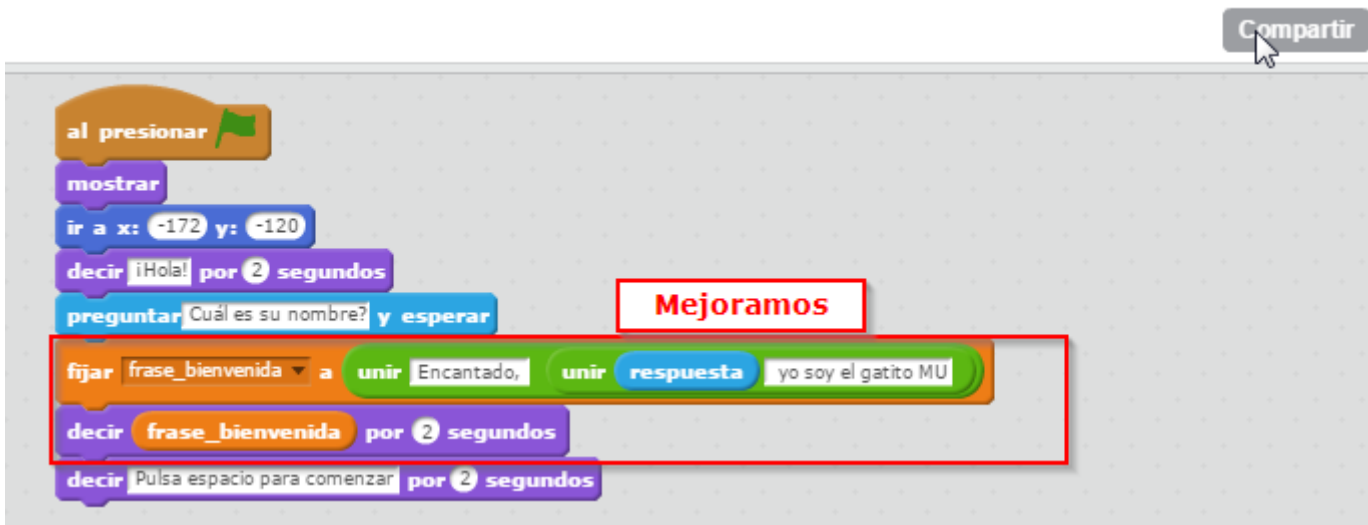 Compartir
al presionar
mostrar
ir a x: -172 y: -120
decir ¡Hola! por 2 segundos
preguntar Cuál es su nombre? y esperar
Mejoramos
fijar frase_bienvenida a unir Encantado, unir respuesta yo soy el gatito MU
decir frase_bienvenida por 2 segundos
decir Pulsa espacio para comenzar por 2 segundos